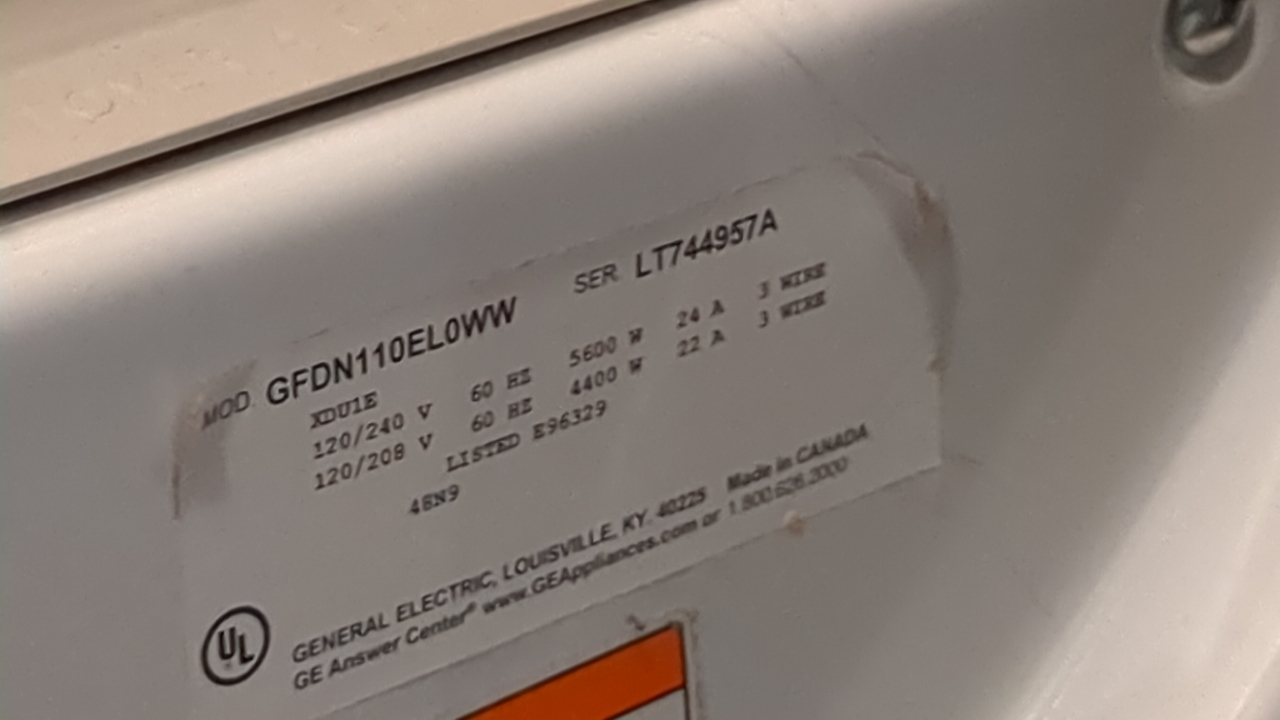 MOD. GFDN110EL0WW SER. LT744957A
XDU1E
120/240 V 60 HZ 5600 W 24 A 3 WIRE
120/208 V 60 HZ 4400 W 22 A 3 WIRE
LISTED E96329
48N9
UL
GENERAL ELECTRIC, LOUISVILLE, KY. 40225 Made in CANADA
GE Answer Center® www.GEAppliances.com or 1.800.626.2000